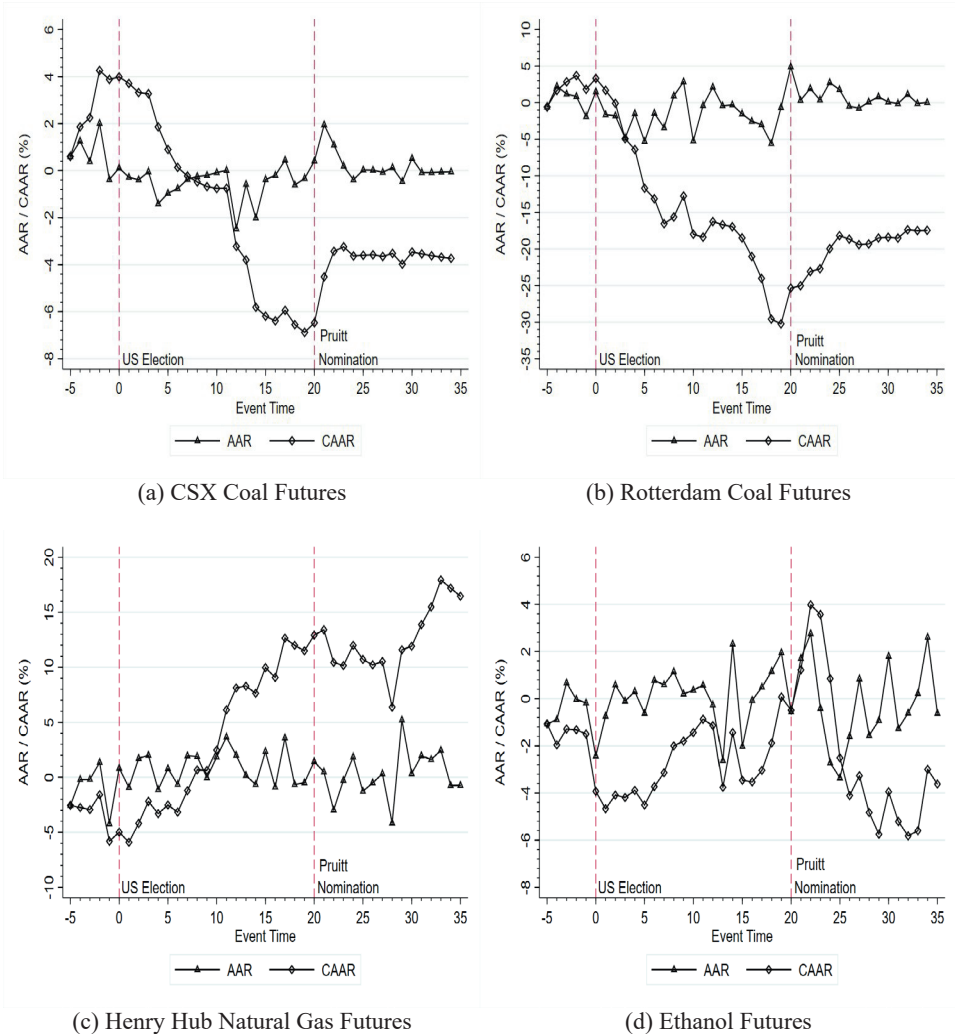 AAR / CAAR (%)
6
4
2
0
-2
-4
-6
-8
US Election
Pruitt
Nomination
-5 0 5 10 15 20 25 30 35
Event Time
AAR CAAR
(a) CSX Coal Futures
AAR / CAAR (%)
10
5
0
-5
-10
-15
-20
-25
-30
-35
US Election
Pruitt
Nomination
-5 0 5 10 15 20 25 30 35
Event Time
AAR CAAR
(b) Rotterdam Coal Futures
AAR / CAAR (%)
20
15
10
5
0
-5
-10
US Election
Pruitt
Nomination
-5 0 5 10 15 20 25 30 35
Event Time
AAR CAAR
(c) Henry Hub Natural Gas Futures
AAR / CAAR (%)
6
4
2
0
-2
-4
-6
-8
US Election
Pruitt
Nomination
-5 0 5 10 15 20 25 30 35
Event Time
AAR CAAR
(d) Ethanol Futures